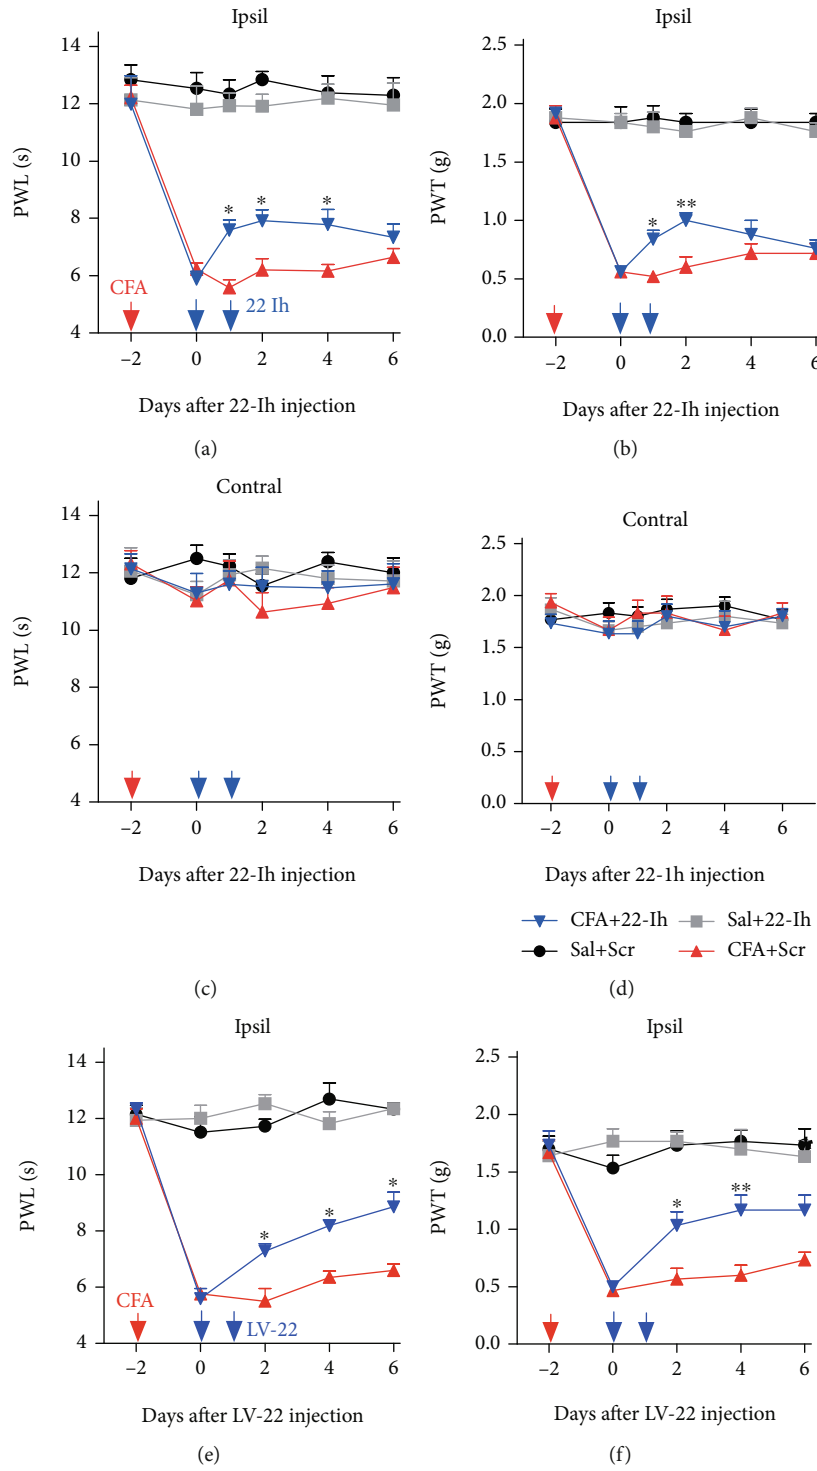 Ipsil
14
12
10
8
6
4
PWL (s)
* * *
CFA
22 Ih
−2 0 2 4 6
Days after 22-Ih injection
(a)
Ipsil
2.5
2.0
1.5
1.0
0.5
0.0
PWT (g)
* **
−2 0 2 4 6
Days after 22-Ih injection
(b)
Contral
14
12
10
8
6
4
PWL (s)
−2 0 2 4 6
Days after 22-Ih injection
(c)
Contral
2.5
2.0
1.5
1.0
0.5
0.0
PWT (g)
−2 0 2 4 6
Days after 22-1h injection
CFA+22-Ih Sal+22-Ih
Sal+Scr CFA+Scr
(d)
Ipsil
14
12
10
8
6
4
PWL (s)
* * *
CFA
LV-22
−2 0 2 4 6
Days after LV-22 injection
(e)
Ipsil
2.5
2.0
1.5
1.0
0.5
0.0
PWT (g)
* **
−2 0 2 4 6
Days after LV-22 injection
(f)